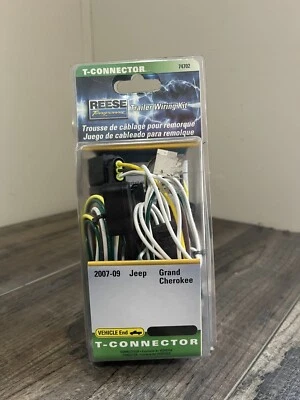 T-CONNECTOR 74702
REESE
Trailer Wiring Kit
Trousse de câblage pour remorque
Juego de cableado para remolque
2007-09 Jeep Grand
Cherokee
VEHICLE End
T-CONNECTOR